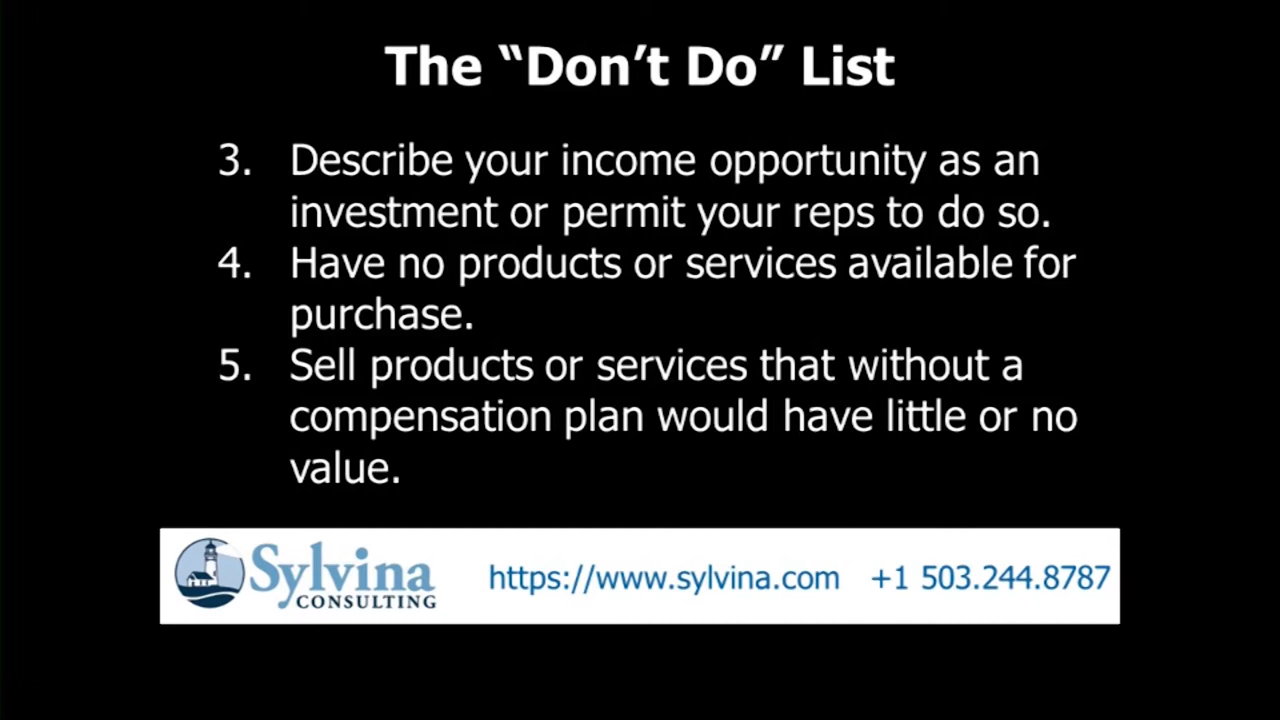 The “Don’t Do” List
3. Describe your income opportunity as an
investment or permit your reps to do so.
4. Have no products or services available for
purchase.
5. Sell products or services that without a
compensation plan would have little or no
value.
Sylvina
CONSULTING
https://www.sylvina.com +1 503.244.8787